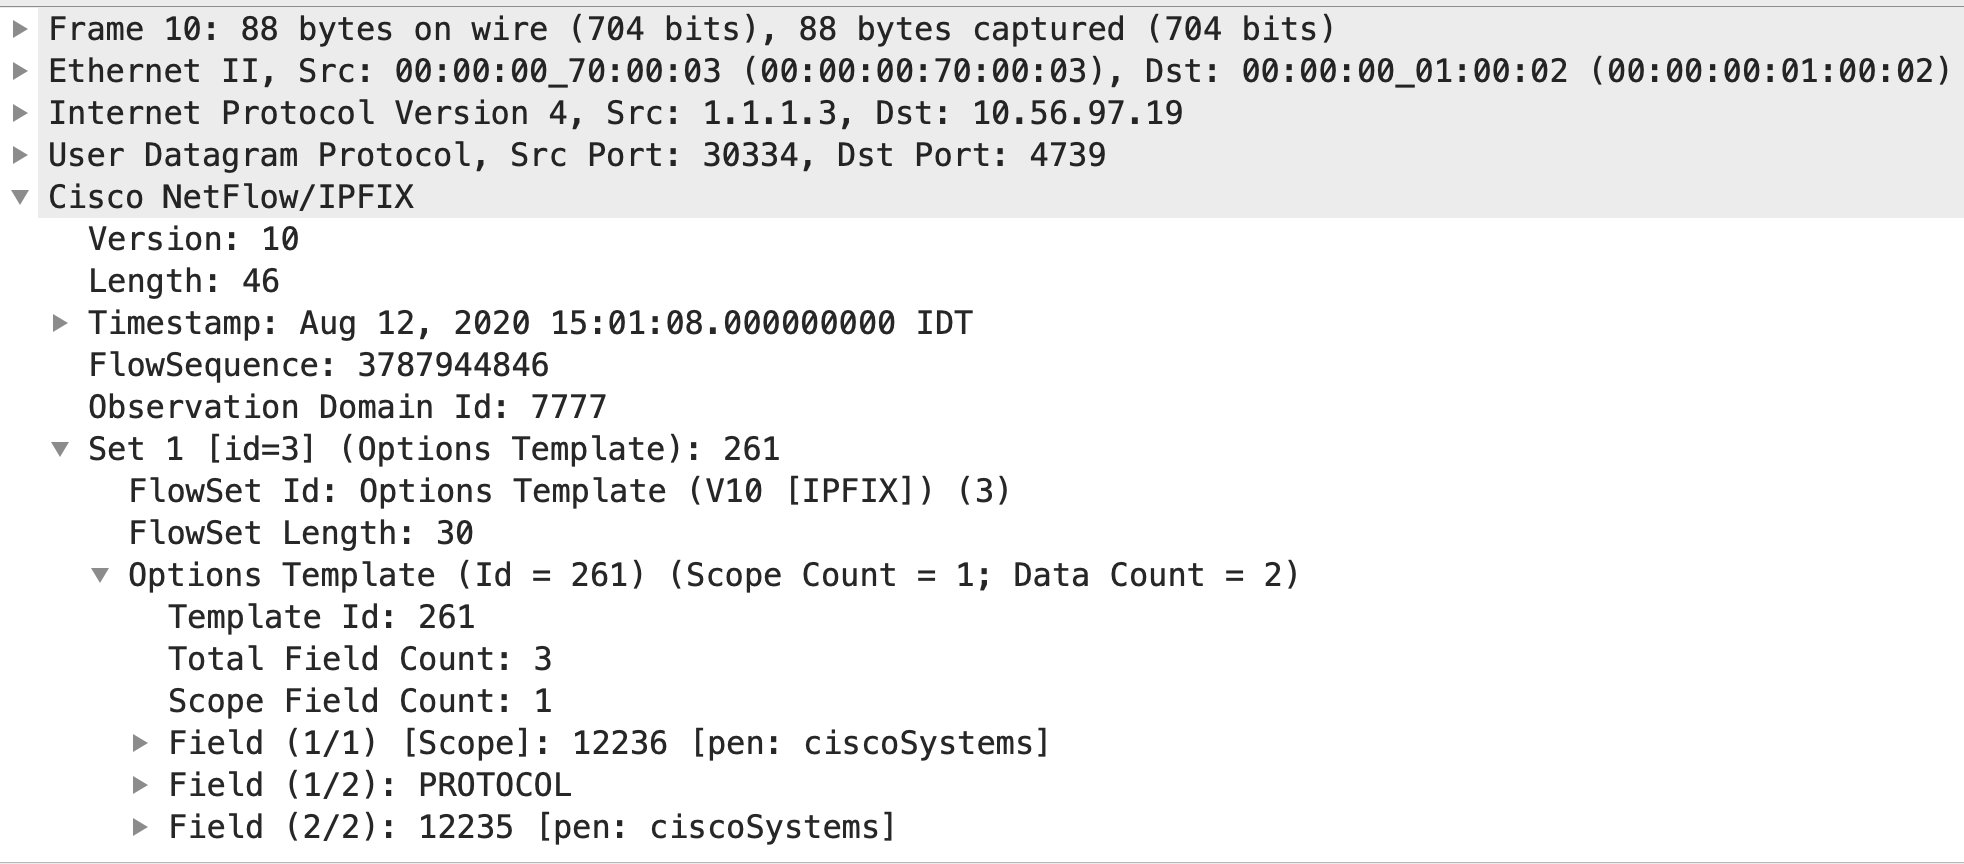 Frame 10: 88 bytes on wire (704 bits), 88 bytes captured (704 bits)
Ethernet II, Src: 00:00:00_70:00:03 (00:00:00:70:00:03), Dst: 00:00:00_01:00:02 (00:00:00:01:00:02)
Internet Protocol Version 4, Src: 1.1.1.3, Dst: 10.56.97.19
User Datagram Protocol, Src Port: 30334, Dst Port: 4739
Cisco NetFlow/IPFIX
Version: 10
Length: 46
Timestamp: Aug 12, 2020 15:01:08.000000000 IDT
FlowSequence: 3787944846
Observation Domain Id: 7777
Set 1 [id=3] (Options Template): 261
FlowSet Id: Options Template (V10 [IPFIX]) (3)
FlowSet Length: 30
Options Template (Id = 261) (Scope Count = 1; Data Count = 2)
Template Id: 261
Total Field Count: 3
Scope Field Count: 1
Field (1/1) [Scope]: 12236 [pen: ciscoSystems]
Field (1/2): PROTOCOL
Field (2/2): 12235 [pen: ciscoSystems]